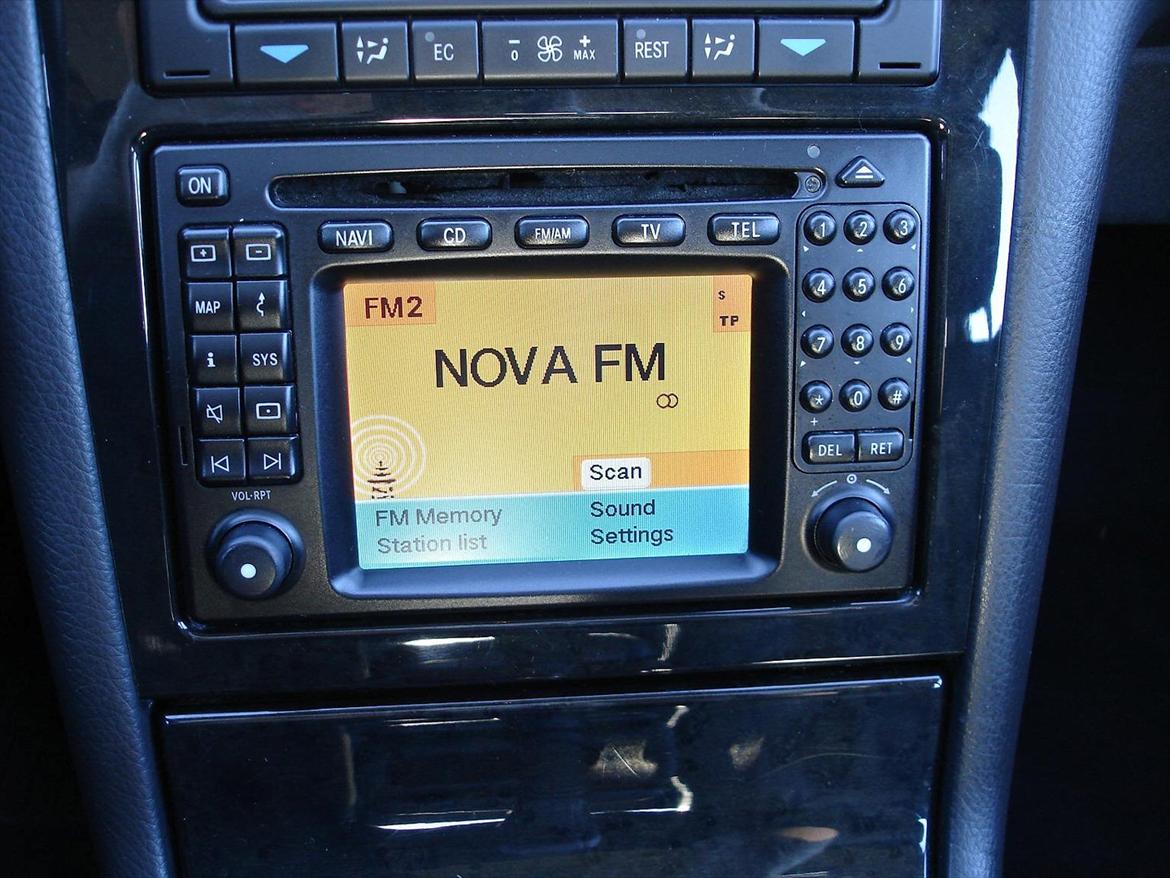 EC
- 0
+ MAX
REST
ON
NAVI
CD
FM/AM
TV
TEL
+
-
MAP
i
SYS
VOL-RPT
FM2
S
TP
NOVA FM
Scan
FM Memory
Sound
Station list
Settings
1 2 3
4 5 6
7 8 9
* 0 #
+
DEL RET